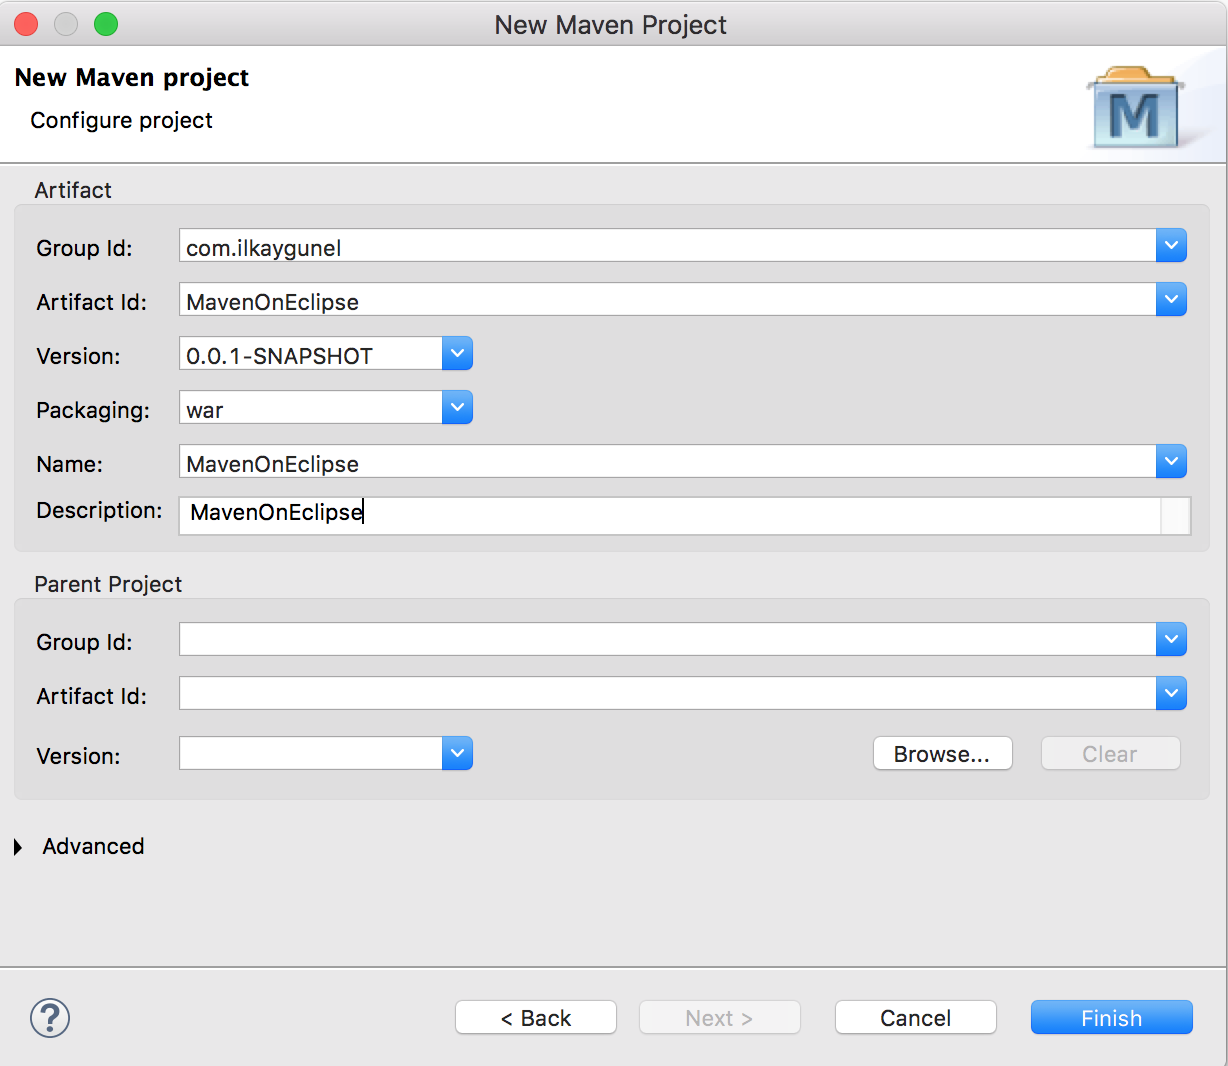 New Maven Project
New Maven project
Configure project
M
Artifact
Group Id: com.ilkaygunel
Artifact Id: MavenOnEclipse
Version: 0.0.1-SNAPSHOT
Packaging: war
Name: MavenOnEclipse
Description: MavenOnEclipse
Parent Project
Group Id:
Artifact Id:
Version: Browse... Clear
Advanced
? < Back Next > Cancel Finish